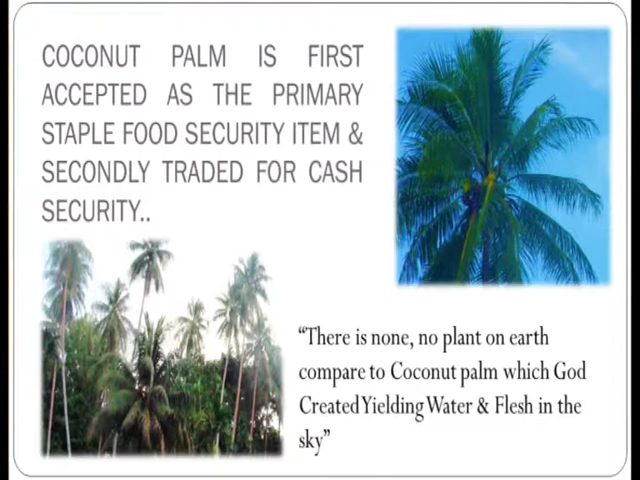 COCONUT PALM IS FIRST
ACCEPTED AS THE PRIMARY
STAPLE FOOD SECURITY ITEM &
SECONDLY TRADED FOR CASH
SECURITY..
“There is none, no plant on earth
compare to Coconut palm which God
Created Yielding Water & Flesh in the
sky”